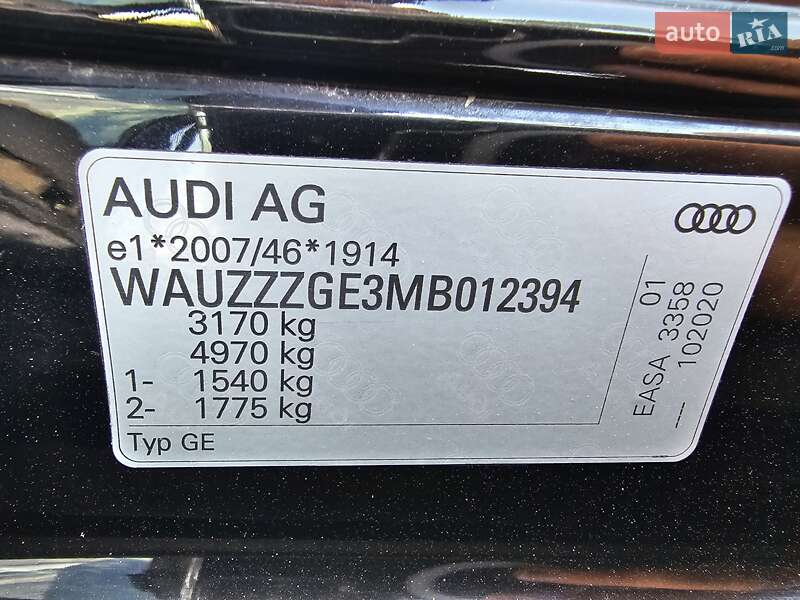 auto RIA
.com
AUDI AG
e1*2007/46*1914
WAUZZZGE3MB012394
3170 kg
4970 kg
1- 1540 kg
2- 1775 kg
Typ GE
01
EASA 3358
---- 102020